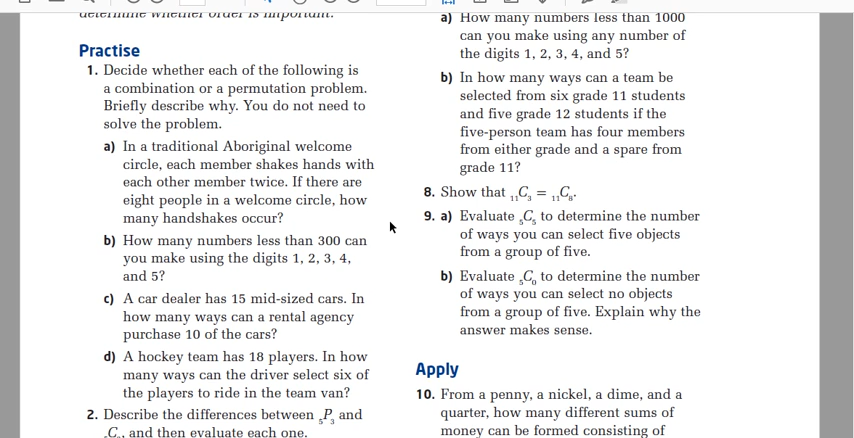 determine whether order is important.
Practise
1. Decide whether each of the following is
a combination or a permutation problem.
Briefly describe why. You do not need to
solve the problem.
a) In a traditional Aboriginal welcome
circle, each member shakes hands with
each other member twice. If there are
eight people in a welcome circle, how
many handshakes occur?
b) How many numbers less than 300 can
you make using the digits 1, 2, 3, 4,
and 5?
c) A car dealer has 15 mid-sized cars. In
how many ways can a rental agency
purchase 10 of the cars?
d) A hockey team has 18 players. In how
many ways can the driver select six of
the players to ride in the team van?
2. Describe the differences between ₅P₃ and
C, and then evaluate each one.
a) How many numbers less than 1000
can you make using any number of
the digits 1, 2, 3, 4, and 5?
b) In how many ways can a team be
selected from six grade 11 students
and five grade 12 students if the
five-person team has four members
from either grade and a spare from
grade 11?
8. Show that ₁₁C₃ = ₁₁C₈.
9. a) Evaluate ₅C₅ to determine the number
of ways you can select five objects
from a group of five.
b) Evaluate ₅C₀ to determine the number
of ways you can select no objects
from a group of five. Explain why the
answer makes sense.
Apply
10. From a penny, a nickel, a dime, and a
quarter, how many different sums of
money can be formed consisting of